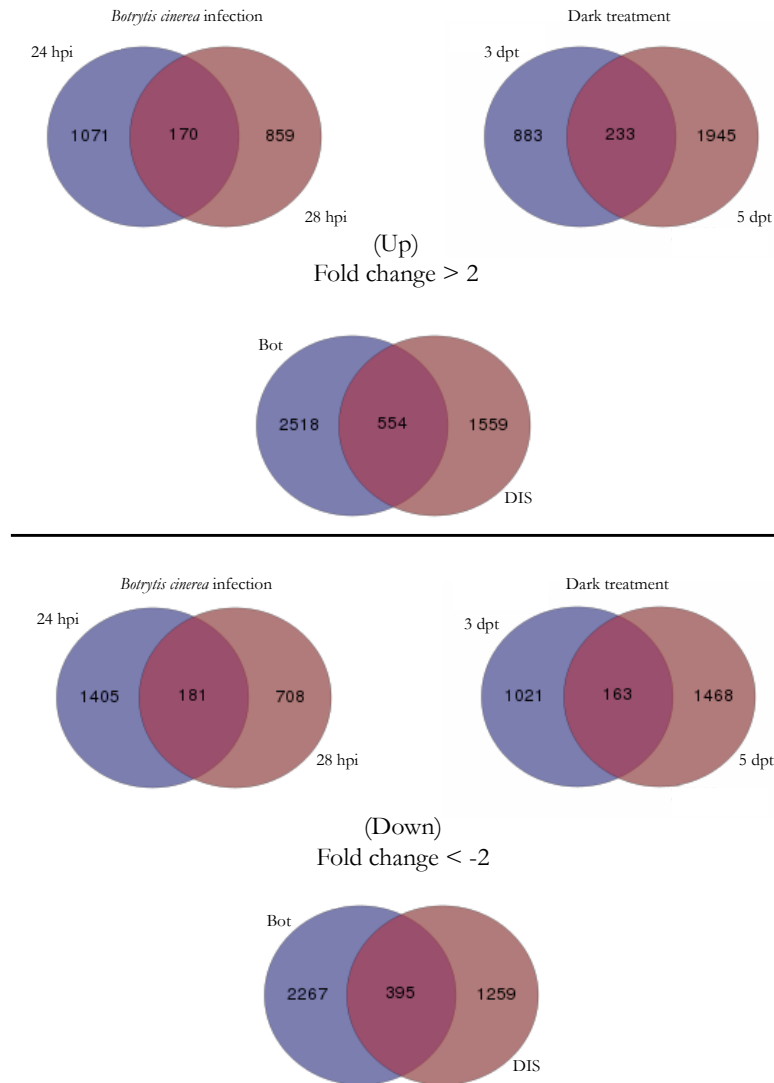 Botrytis cinerea infection
Dark treatment
24 hpi
3 dpt
1071 170 859
883 233 1945
28 hpi
5 dpt
(Up)
Fold change > 2
Bot
2518 554 1559
DIS
Botrytis cinerea infection
Dark treatment
24 hpi
3 dpt
1405 181 708
1021 163 1468
28 hpi
5 dpt
(Down)
Fold change < -2
Bot
2267 395 1259
DIS